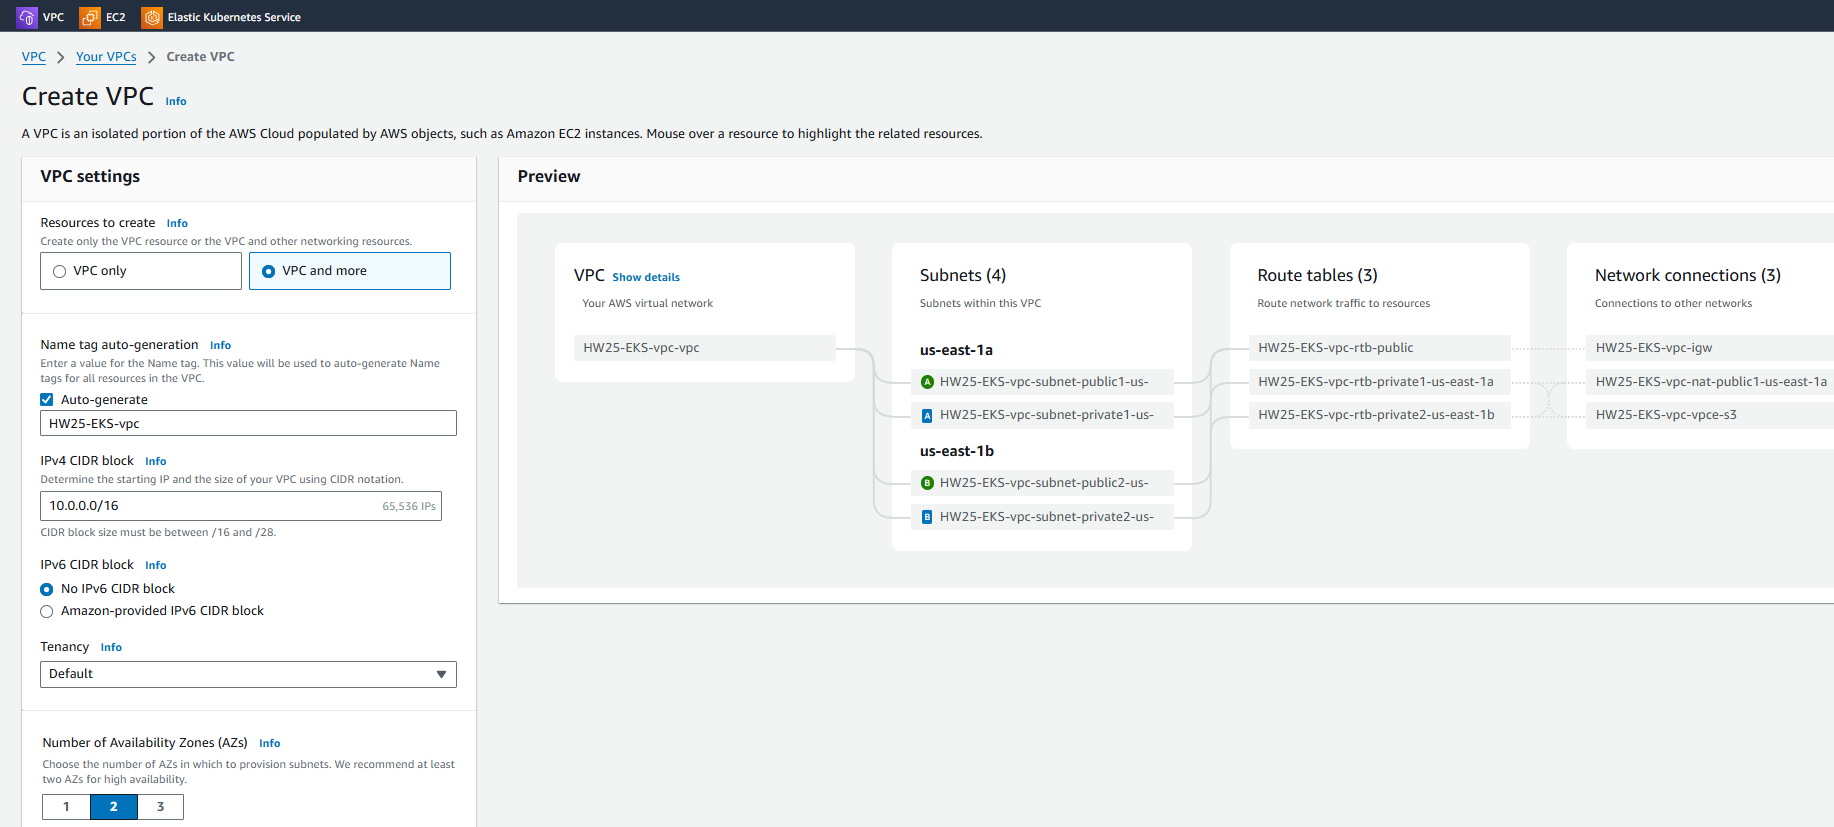 VPC EC2 Elastic Kubernetes Service
VPC Your VPCs Create VPC
Create VPC Info
A VPC is an isolated portion of the AWS Cloud populated by AWS objects, such as Amazon EC2 instances. Mouse over a resource to highlight the related resources.
VPC settings
Resources to create Info
Create only the VPC resource or the VPC and other networking resources.
VPC only VPC and more
Name tag auto-generation Info
Enter a value for the Name tag. This value will be used to auto-generate Name
tags for all resources in the VPC.
Auto-generate
HW25-EKS-vpc
IPv4 CIDR block Info
Determine the starting IP and the size of your VPC using CIDR notation.
10.0.0.0/16 65,536 IPs
CIDR block size must be between /16 and /28.
IPv6 CIDR block Info
No IPv6 CIDR block
Amazon-provided IPv6 CIDR block
Tenancy Info
Default
Number of Availability Zones (AZs) Info
Choose the number of AZs in which to provision subnets. We recommend at least
two AZs for high availability.
1 2 3
Preview
VPC Show details
Your AWS virtual network
HW25-EKS-vpc-vpc
Subnets (4)
Subnets within this VPC
us-east-1a
A HW25-EKS-vpc-subnet-public1-us-
A HW25-EKS-vpc-subnet-private1-us-
us-east-1b
B HW25-EKS-vpc-subnet-public2-us-
B HW25-EKS-vpc-subnet-private2-us-
Route tables (3)
Route network traffic to resources
HW25-EKS-vpc-rtb-public
HW25-EKS-vpc-rtb-private1-us-east-1a
HW25-EKS-vpc-rtb-private2-us-east-1b
Network connections (3)
Connections to other networks
HW25-EKS-vpc-igw
HW25-EKS-vpc-nat-public1-us-east-1a
HW25-EKS-vpc-vpce-s3